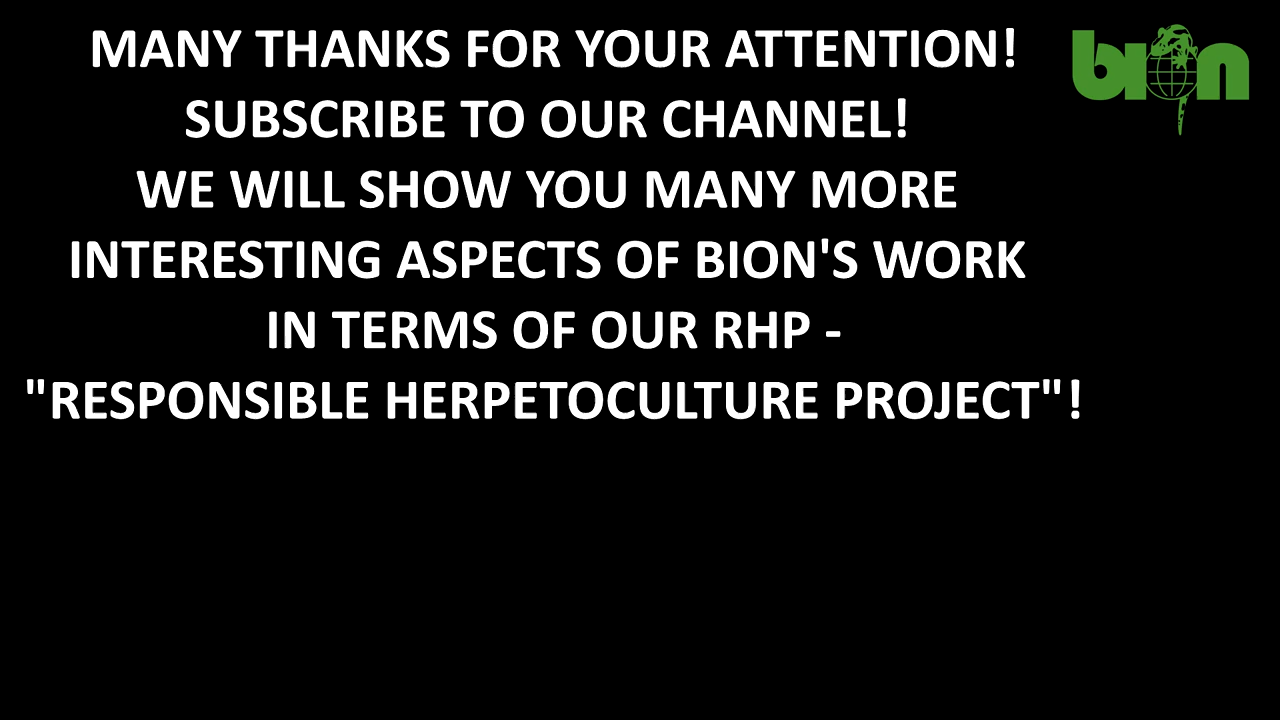 MANY THANKS FOR YOUR ATTENTION!
SUBSCRIBE TO OUR CHANNEL!
WE WILL SHOW YOU MANY MORE
INTERESTING ASPECTS OF BION'S WORK
IN TERMS OF OUR RHP -
"RESPONSIBLE HERPETOCULTURE PROJECT"!
bion